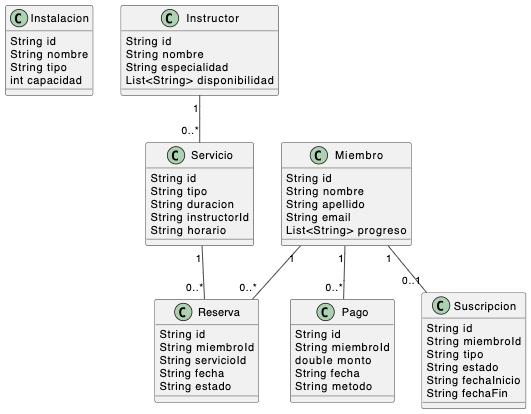 C Instalacion
String id
String nombre
String tipo
int capacidad
C Instructor
String id
String nombre
String especialidad
List<String> disponibilidad
1
0..*
C Servicio
String id
String tipo
String duracion
String instructorId
String horario
C Miembro
String id
String nombre
String apellido
String email
List<String> progreso
1
0..*
1
0..*
1
0..*
1
0..1
C Reserva
String id
String miembroId
String servicioId
String fecha
String estado
C Pago
String id
String miembroId
double monto
String fecha
String metodo
C Suscripcion
String id
String miembroId
String tipo
String estado
String fechaInicio
String fechaFin